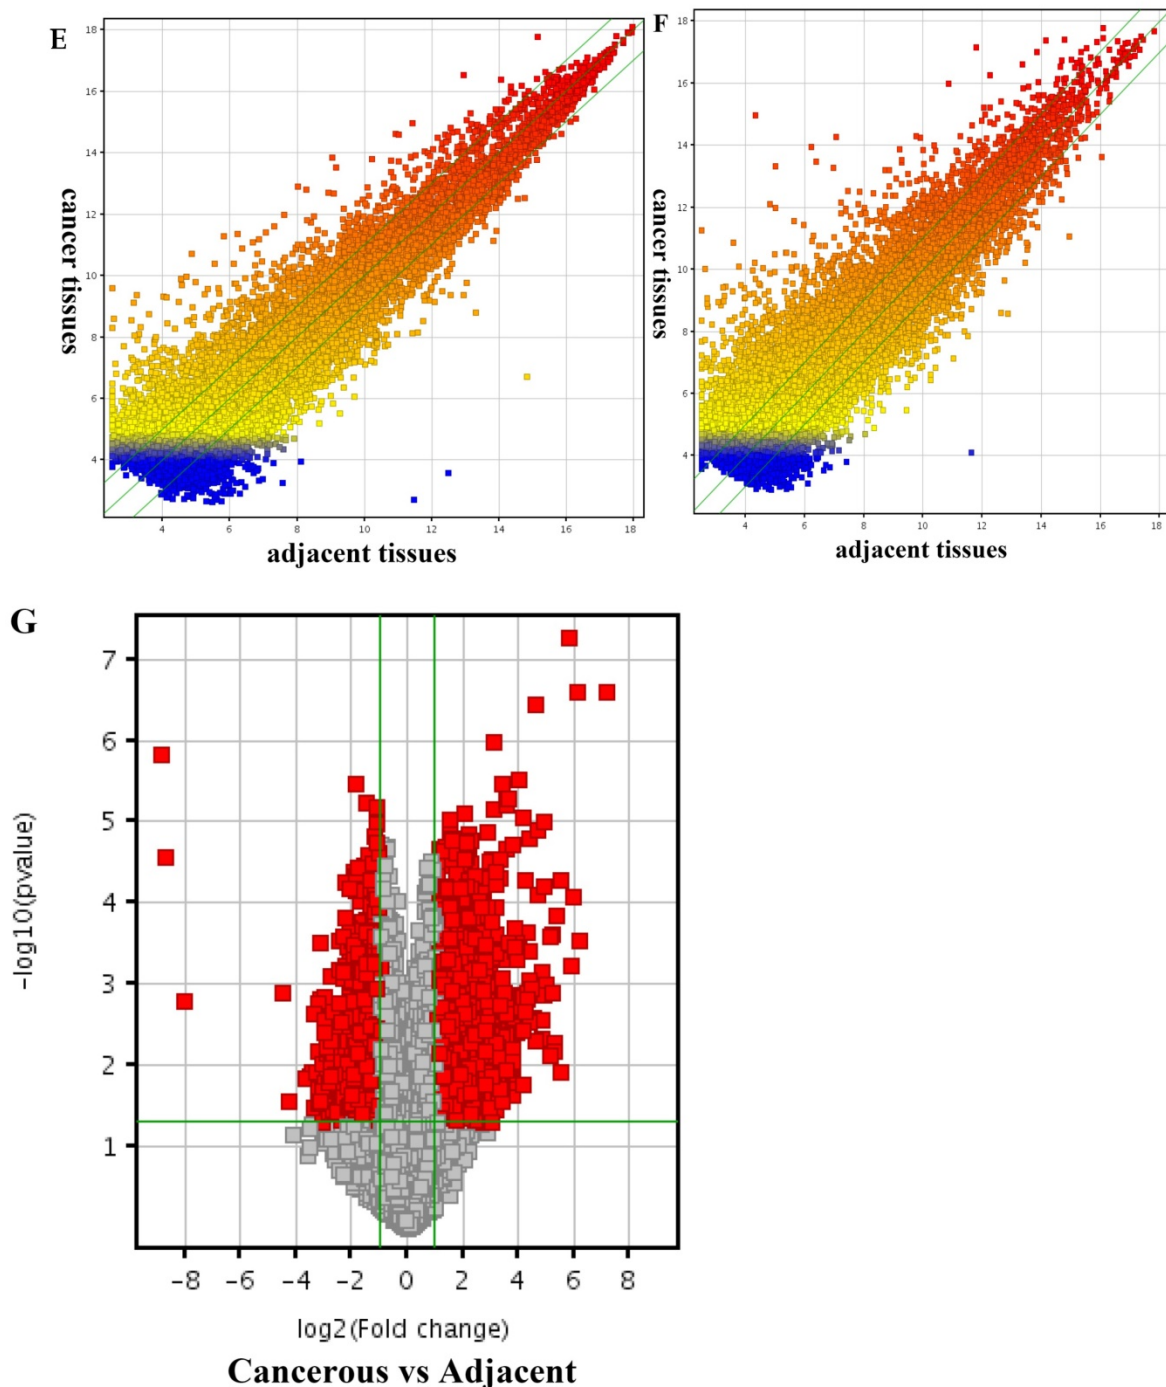 E
18
16
14
12
10
8
6
4
cancer tissues
4 6 8 10 12 14 16 18
adjacent tissues
F
18
16
14
12
10
8
6
4
cancer tissues
4 6 8 10 12 14 16 18
adjacent tissues
G
7
6
5
4
3
2
1
-log10(pvalue)
-8 -6 -4 -2 0 2 4 6 8
log2(Fold change)
Cancerous vs Adjacent